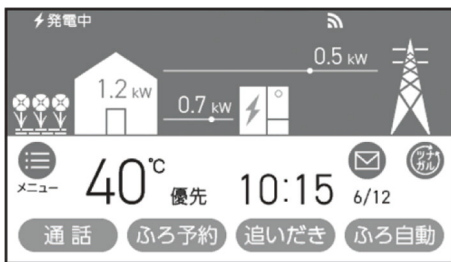 発電中
0.5 kW
1.2 kW
0.7 kW
メニュー
40℃ 優先 10:15 6/12
ツナガル
通話 ふろ予約 追いだき ふろ自動